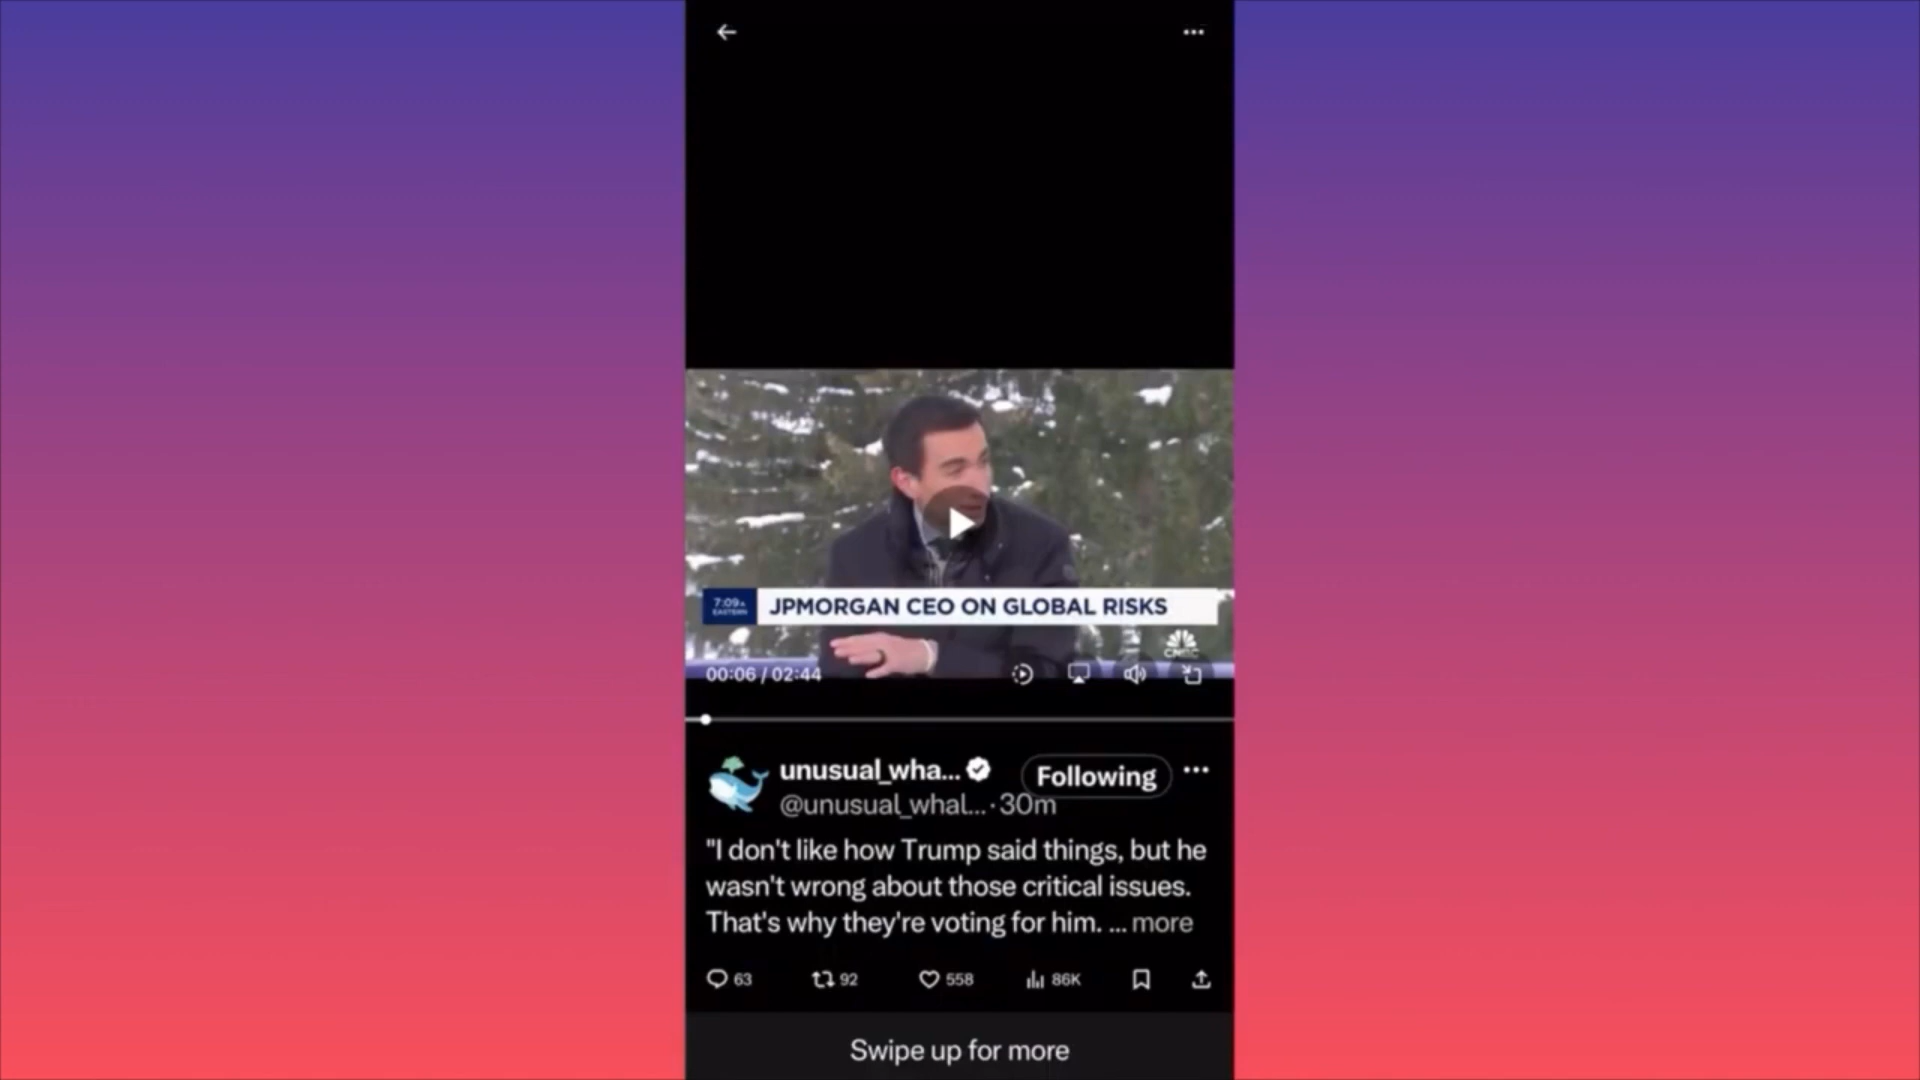 7:09A
EASTERN
JPMORGAN CEO ON GLOBAL RISKS
CNBC
00:06 / 02:44
unusual_wha...
Following
@unusual_whal... · 30m
"I don't like how Trump said things, but he
wasn't wrong about those critical issues.
That's why they're voting for him. ... more
63
92
558
86K
Swipe up for more